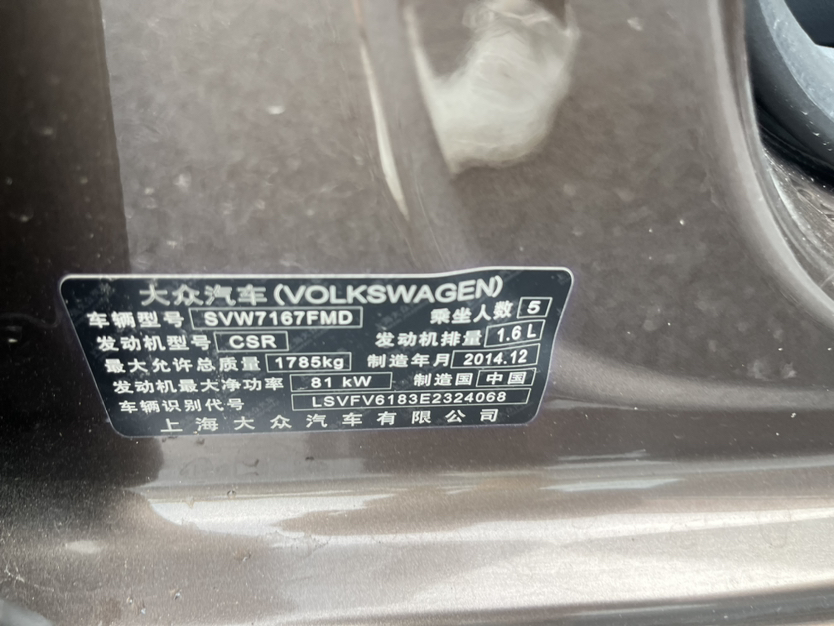 大众汽车(VOLKSWAGEN)
车辆型号 SVW7167FMD 乘坐人数 5
发动机型号 CSR 发动机排量 1.6 L
最大允许总质量 1785kg 制造年月 2014.12
发动机最大净功率 81 kW 制造国 中国
车辆识别代号 LSVFV6183E2324068
上海大众汽车有限公司